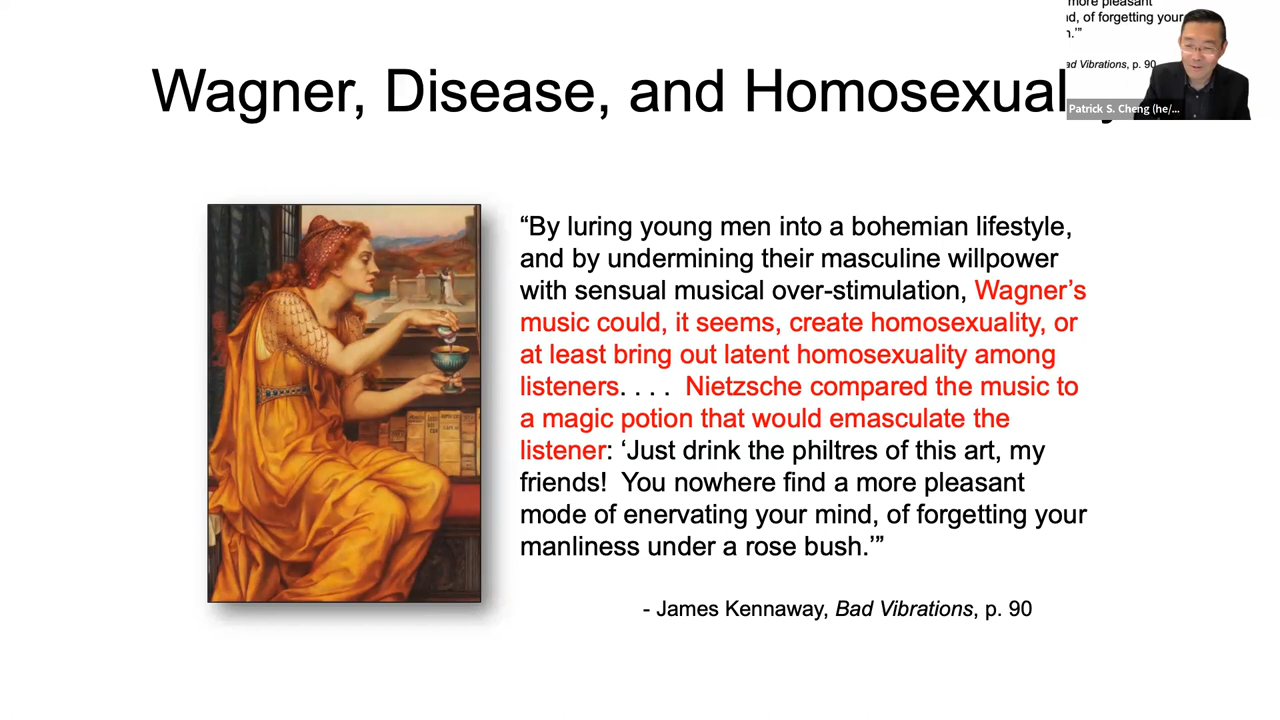 more pleasant
nd, of forgetting your
n.’”
ad Vibrations, p. 90
Patrick S. Cheng (he/...
Wagner, Disease, and Homosexual
“By luring young men into a bohemian lifestyle,
and by undermining their masculine willpower
with sensual musical over-stimulation, Wagner’s
music could, it seems, create homosexuality, or
at least bring out latent homosexuality among
listeners. . . .  Nietzsche compared the music to
a magic potion that would emasculate the
listener: ‘Just drink the philtres of this art, my
friends!  You nowhere find a more pleasant
mode of enervating your mind, of forgetting your
manliness under a rose bush.’”
- James Kennaway, Bad Vibrations, p. 90